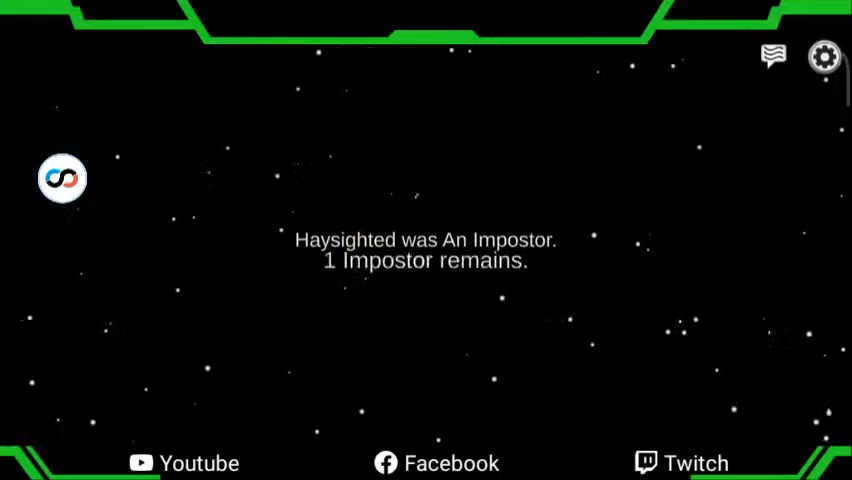 Haysighted was An Impostor.
1 Impostor remains.
Youtube
Facebook
Twitch